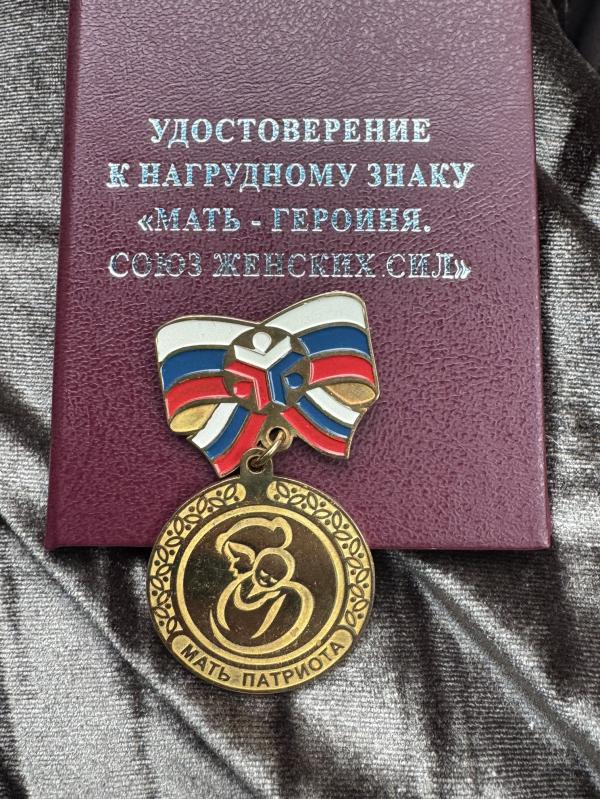 УДОСТОВЕРЕНИЕ
К НАГРУДНОМУ ЗНАКУ
«МАТЬ - ГЕРОИНЯ.
СОЮЗ ЖЕНСКИХ СИЛ»
МАТЬ ПАТРИОТА